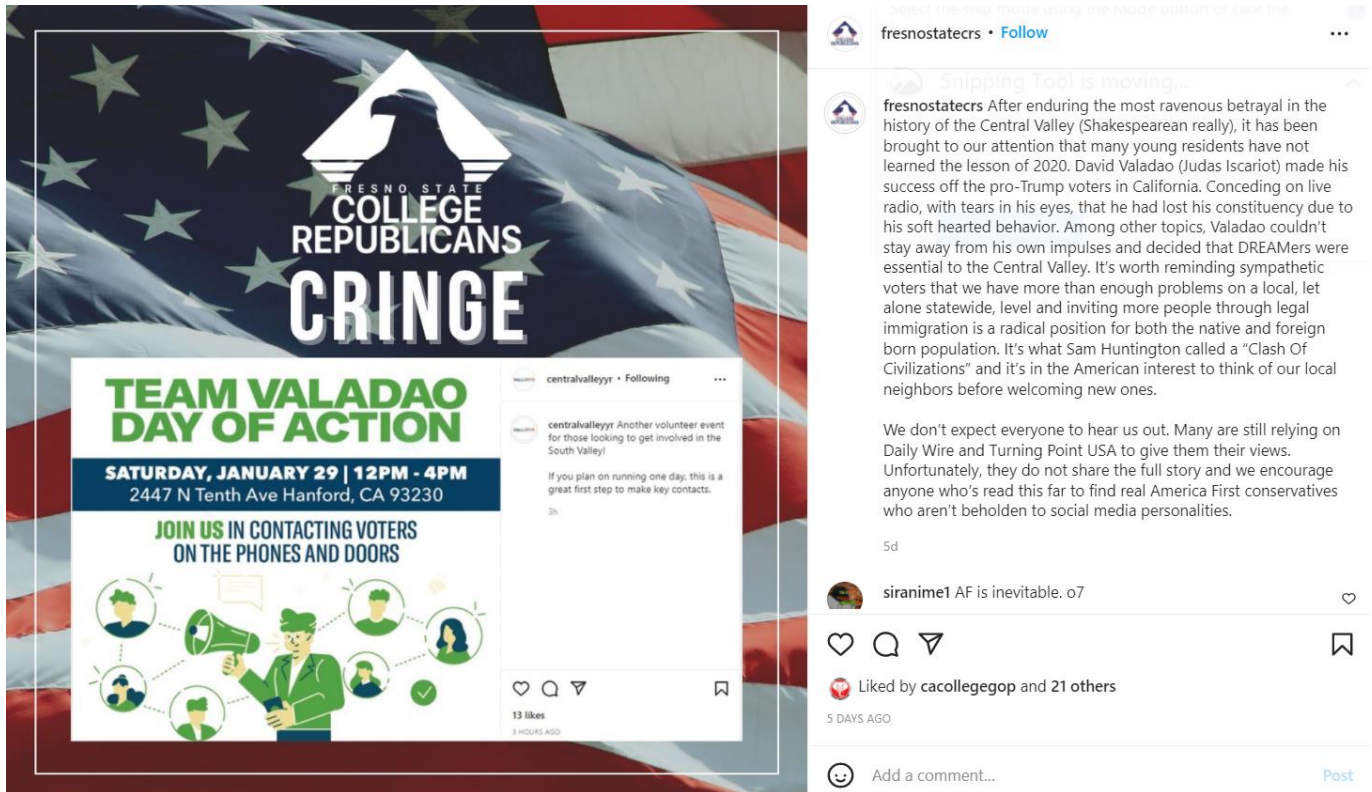 FRESNO STATE
COLLEGE
REPUBLICANS
CRINGE
TEAM VALADAO
DAY OF ACTION
SATURDAY, JANUARY 29 | 12PM - 4PM
2447 N Tenth Ave Hanford, CA 93230
JOIN US IN CONTACTING VOTERS
ON THE PHONES AND DOORS
centralvalleyyr • Following
centralvalleyyr Another volunteer event
for those looking to get involved in the
South Valley!
If you plan on running one day, this is a
great first step to make key contacts.
3h
13 likes
3 HOURS AGO
fresnostatecrs • Follow
Snipping Tool is moving...
fresnostatecrs After enduring the most ravenous betrayal in the
history of the Central Valley (Shakespearean really), it has been
brought to our attention that many young residents have not
learned the lesson of 2020. David Valadao (Judas Iscariot) made his
success off the pro-Trump voters in California. Conceding on live
radio, with tears in his eyes, that he had lost his constituency due to
his soft hearted behavior. Among other topics, Valadao couldn't
stay away from his own impulses and decided that DREAMers were
essential to the Central Valley. It's worth reminding sympathetic
voters that we have more than enough problems on a local, let
alone statewide, level and inviting more people through legal
immigration is a radical position for both the native and foreign
born population. It's what Sam Huntington called a “Clash Of
Civilizations” and it's in the American interest to think of our local
neighbors before welcoming new ones.
We don't expect everyone to hear us out. Many are still relying on
Daily Wire and Turning Point USA to give them their views.
Unfortunately, they do not share the full story and we encourage
anyone who's read this far to find real America First conservatives
who aren't beholden to social media personalities.
5d
siranime1 AF is inevitable. o7
Liked by cacollegegop and 21 others
5 DAYS AGO
Add a comment...
Post